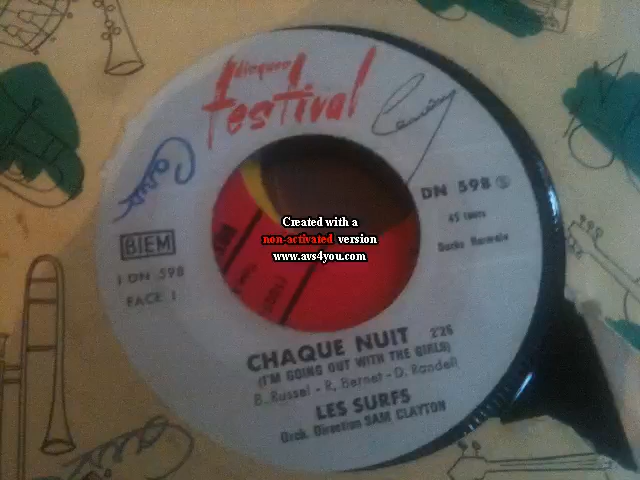 disques
festival
DN 598
45 tours
BIEM
1 DN 598
FACE 1
Created with a
non-activated version
www.avs4you.com
CHAQUE NUIT 2'26
(I'M GOING OUT WITH THE GIRLS)
B. Russel - R. Bernet - D. Randell
LES SURFS
Orch. Direction SAM CLAYTON